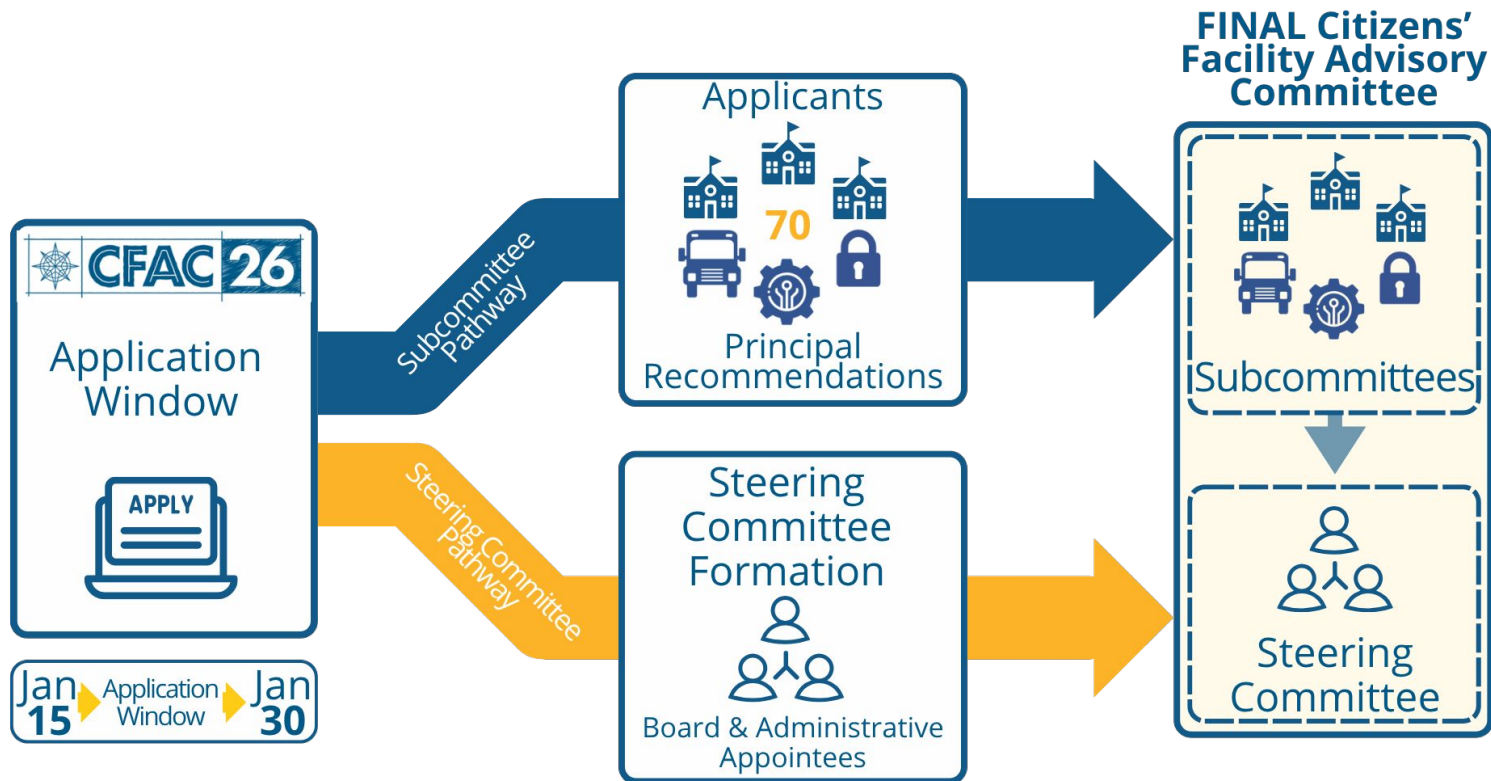 CFAC 26
Application
Window
APPLY
Jan
15
Application
Window
Jan
30
Subcommittee
Pathway
Steering Committee
Pathway
Applicants
70
Principal
Recommendations
Steering
Committee
Formation
Board & Administrative
Appointees
FINAL Citizens’
Facility Advisory
Committee
Subcommittees
Steering
Committee